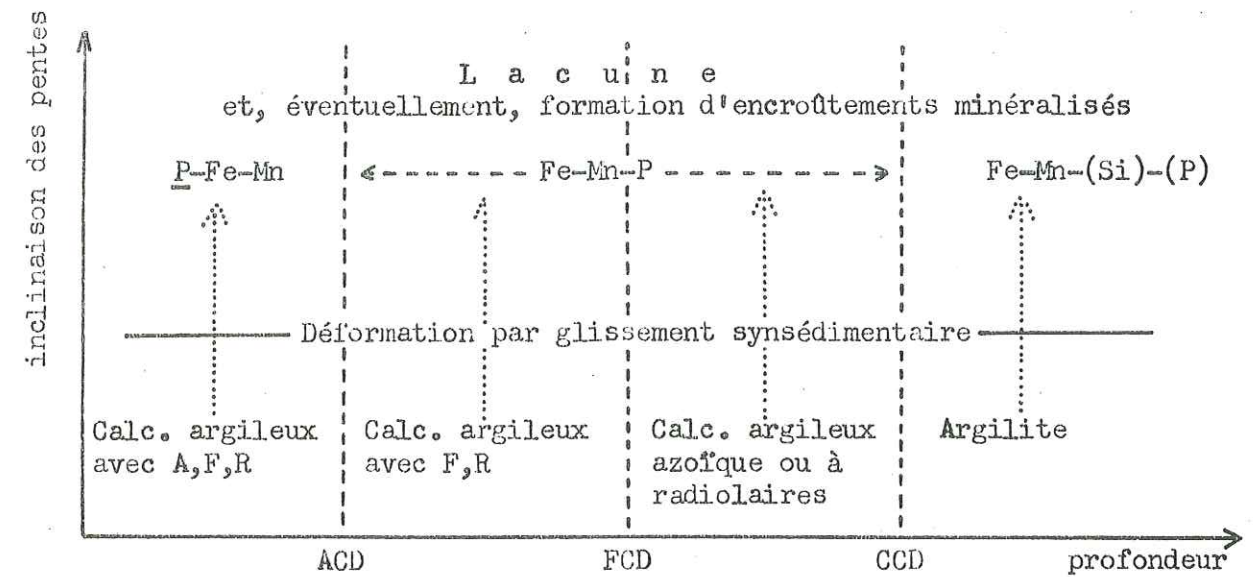 inclinaison des pentes
L a c u n e
et, éventuellement, formation d'encroûtements minéralisés
P-Fe-Mn
Fe-Mn-P
Fe-Mn-(Si)-(P)
Déformation par glissement synsédimentaire
Calc. argileux
avec A,F,R
Calc. argileux
avec F,R
Calc. argileux
azoïque ou à
radiolaires
Argilite
ACD
FCD
CCD
profondeur